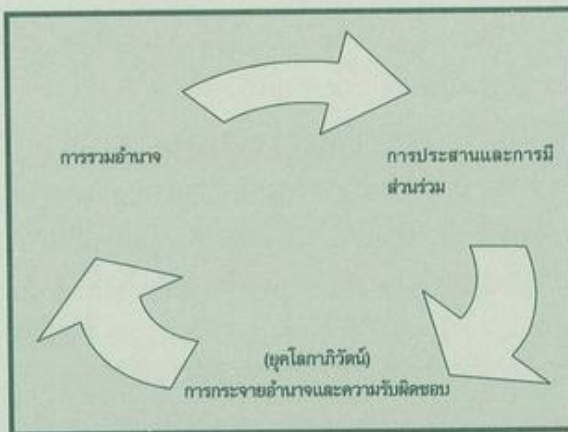 การรวมอำนาจ
การประสานและการมี
ส่วนร่วม
(ยุคโลกาภิวัตน์)
การกระจายอำนาจและความรับผิดชอบ